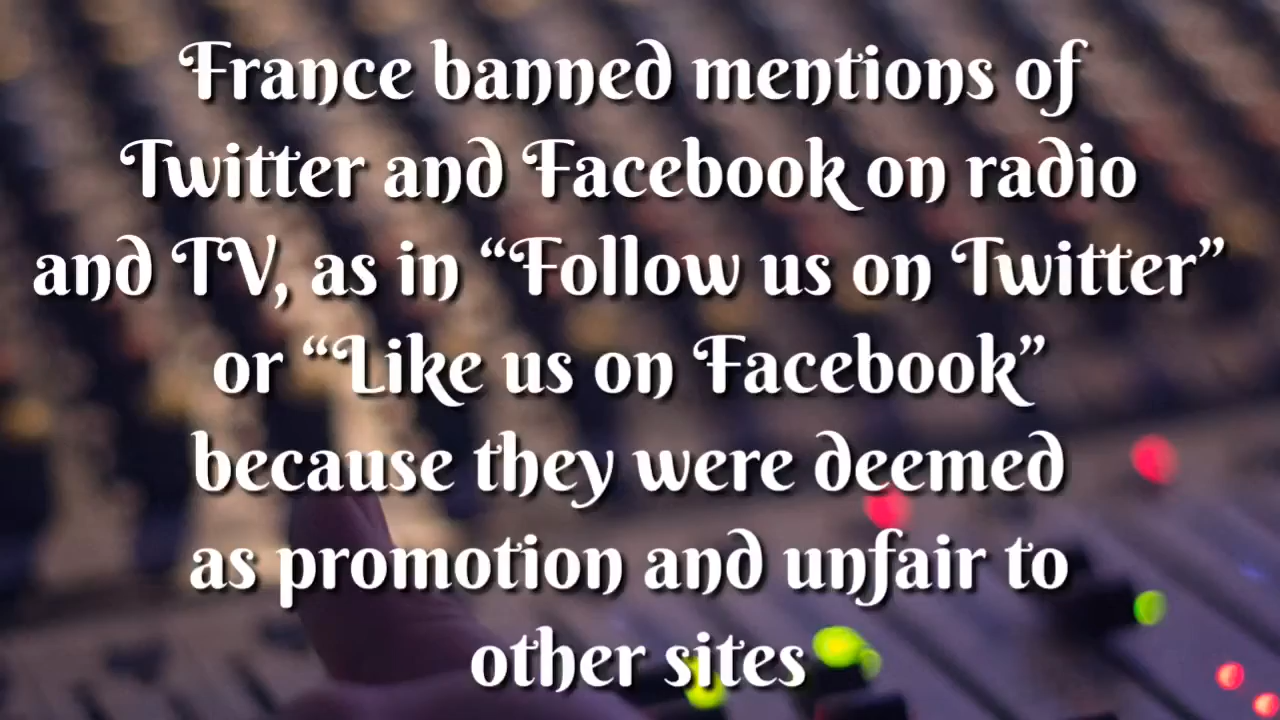 France banned mentions of
Twitter and Facebook on radio
and TV, as in “Follow us on Twitter”
or “Like us on Facebook”
because they were deemed
as promotion and unfair to
other sites